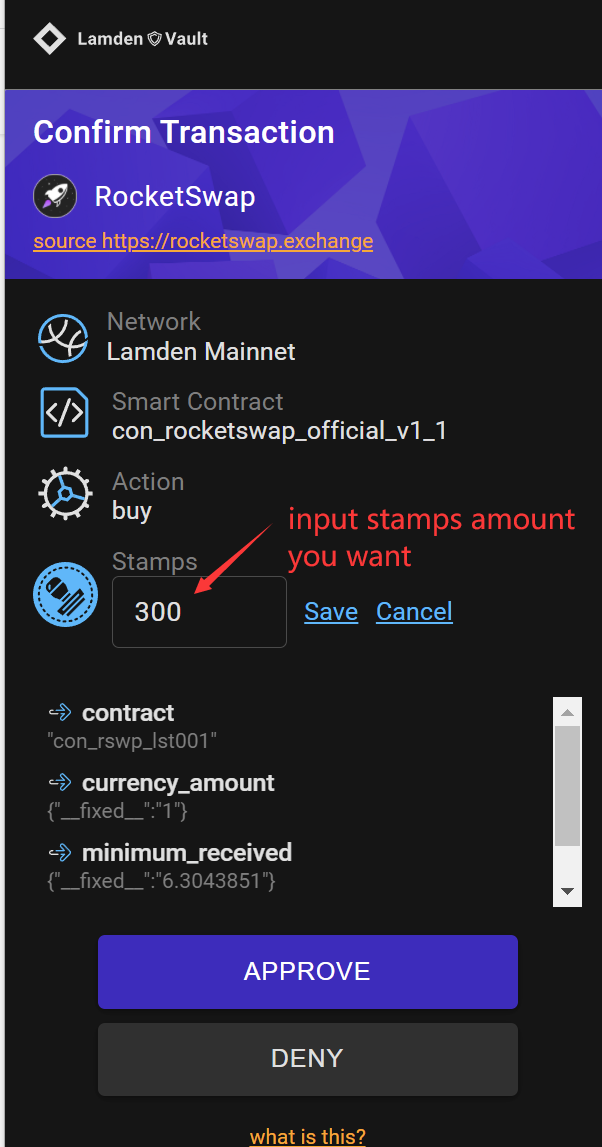 Lamden Vault
Confirm Transaction
RocketSwap
source https://rocketswap.exchange
Network
Lamden Mainnet
Smart Contract
con_rocketswap_official_v1_1
Action
buy
input stamps amount
you want
Stamps
300
Save Cancel
contract
"con_rswp_lst001"
currency_amount
{"__fixed__":"1"}
minimum_received
{"__fixed__":"6.3043851"}
APPROVE
DENY
what is this?